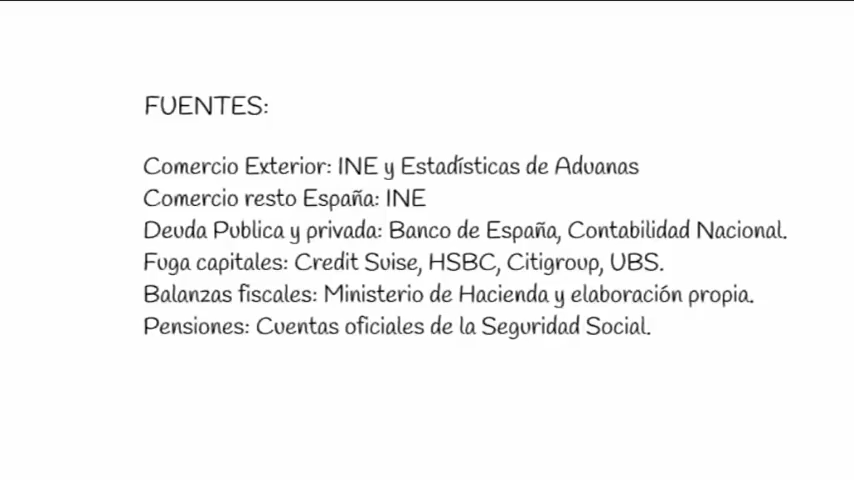 FUENTES:
Comercio Exterior: INE y Estadísticas de Aduanas
Comercio resto España: INE
Deuda Publica y privada: Banco de España, Contabilidad Nacional.
Fuga capitales: Credit Suise, HSBC, Citigroup, UBS.
Balanzas fiscales: Ministerio de Hacienda y elaboración propia.
Pensiones: Cuentas oficiales de la Seguridad Social.